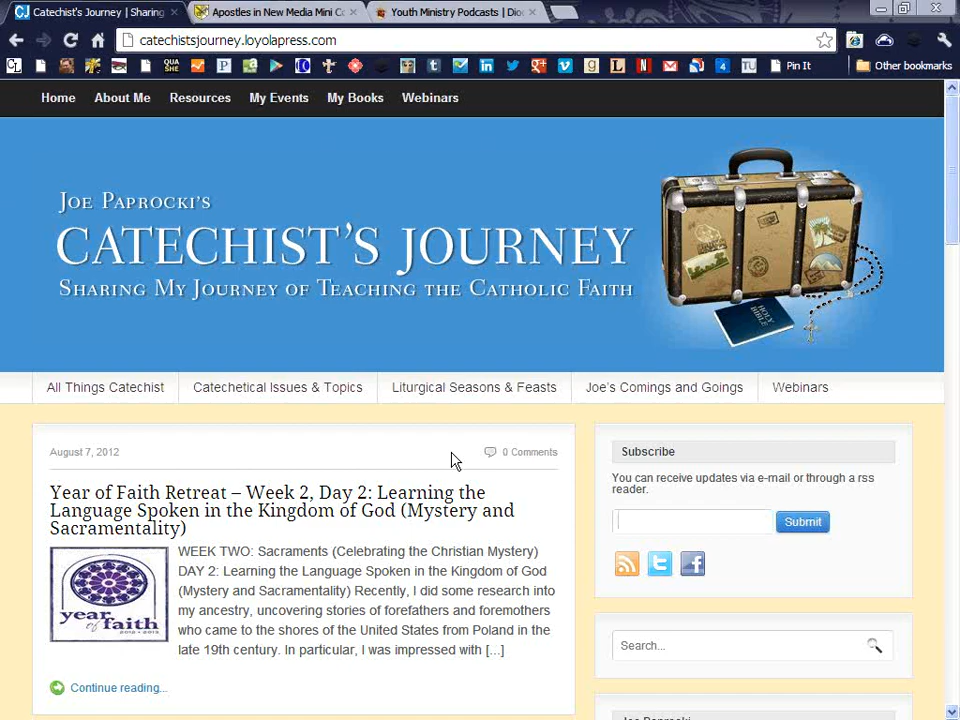 Catechist's Journey | Sharing
Apostles in New Media Mini Co
Youth Ministry Podcasts | Dio
catechistsjourney.loyolapress.com
Pin It
Other bookmarks
Home
About Me
Resources
My Events
My Books
Webinars
Joe Paprocki's
Catechist's Journey
Sharing My Journey of Teaching the Catholic Faith
HOLY BIBLE
All Things Catechist
Catechetical Issues & Topics
Liturgical Seasons & Feasts
Joe's Comings and Goings
Webinars
August 7, 2012
0 Comments
Year of Faith Retreat – Week 2, Day 2: Learning the
Language Spoken in the Kingdom of God (Mystery and
Sacramentality)
year of faith
2012 - 2013
WEEK TWO: Sacraments (Celebrating the Christian Mystery)
DAY 2: Learning the Language Spoken in the Kingdom of God
(Mystery and Sacramentality) Recently, I did some research into
my ancestry, uncovering stories of forefathers and foremothers
who came to the shores of the United States from Poland in the
late 19th century. In particular, I was impressed with [...]
Continue reading...
Subscribe
You can receive updates via e-mail or through a rss
reader.
Submit
Search...
Joe Paprocki